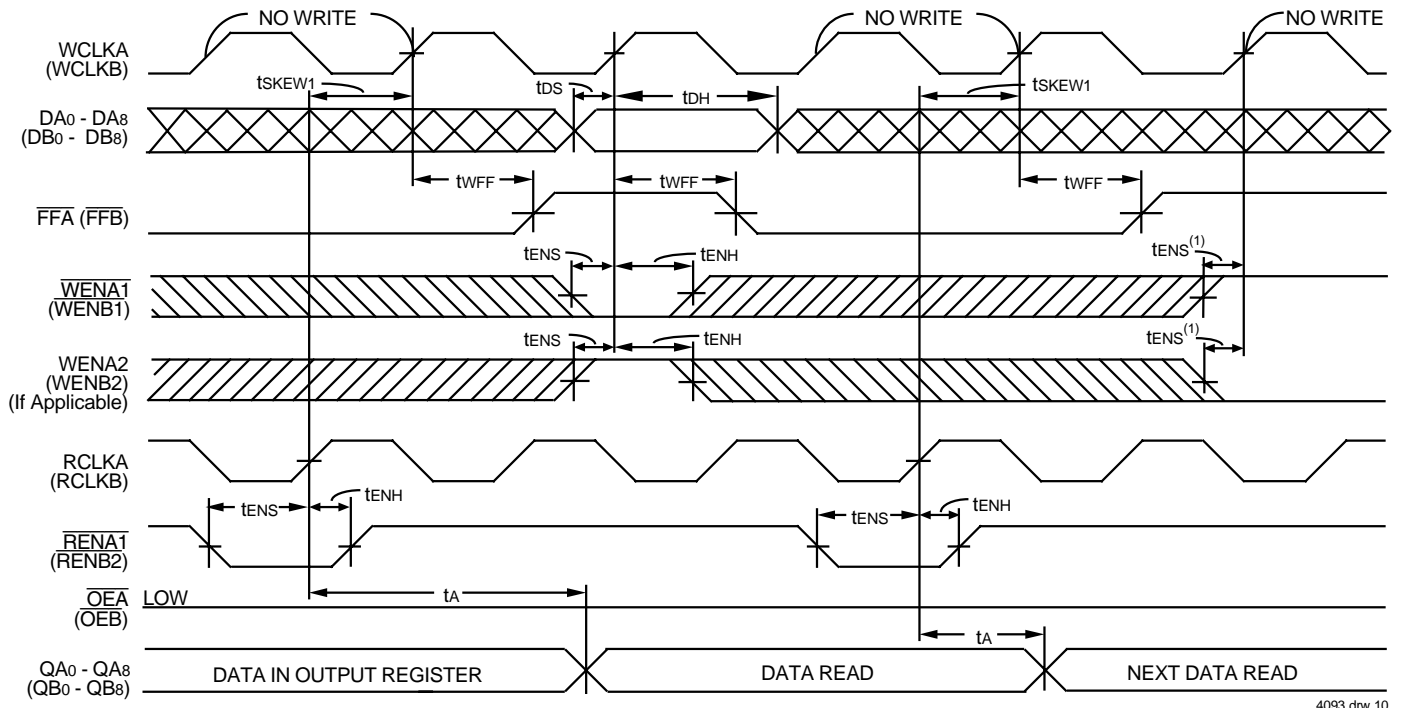 NO WRITE NO WRITE NO WRITE
WCLKA
(WCLKB)
tSKEW1 tDS tDH tSKEW1
DA0 - DA8
(DB0 - DB8)
tWFF tWFF tWFF
FFA (FFB)
tENS tENH tENS(1)
WENA1
(WENB1)
tENS tENH tENS(1)
WENA2
(WENB2)
(If Applicable)
RCLKA
(RCLKB)
tENS tENH tENS tENH
RENA1
(RENB2)
OEA LOW
(OEB)
tA tA
QA0 - QA8
(QB0 - QB8)
DATA IN OUTPUT REGISTER DATA READ NEXT DATA READ
4093 drw 10